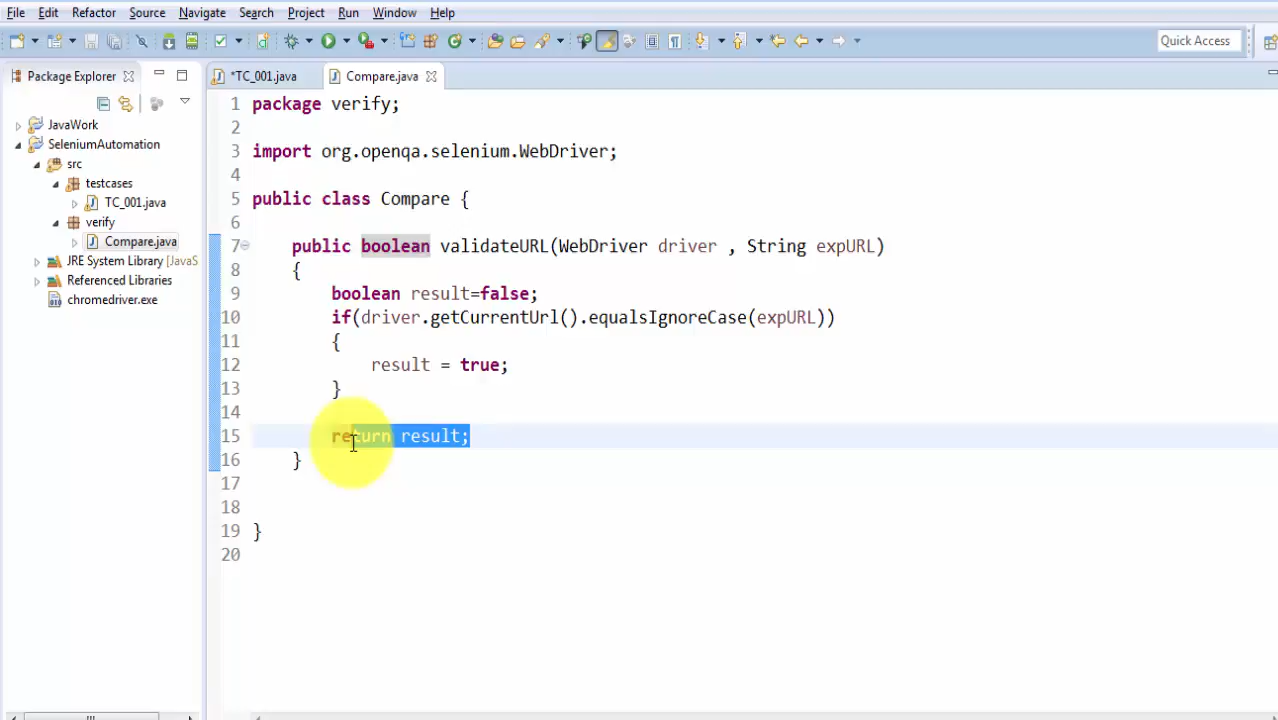 File Edit Refactor Source Navigate Search Project Run Window Help
Quick Access
Package Explorer
*TC_001.java
Compare.java
JavaWork
SeleniumAutomation
src
testcases
TC_001.java
verify
Compare.java
JRE System Library [JavaS
Referenced Libraries
chromedriver.exe
1 package verify;
2
3 import org.openqa.selenium.WebDriver;
4
5 public class Compare {
6
7 public boolean validateURL(WebDriver driver , String expURL)
8 {
9 boolean result=false;
10 if(driver.getCurrentUrl().equalsIgnoreCase(expURL))
11 {
12 result = true;
13 }
14
15 return result;
16 }
17
18
19 }
20